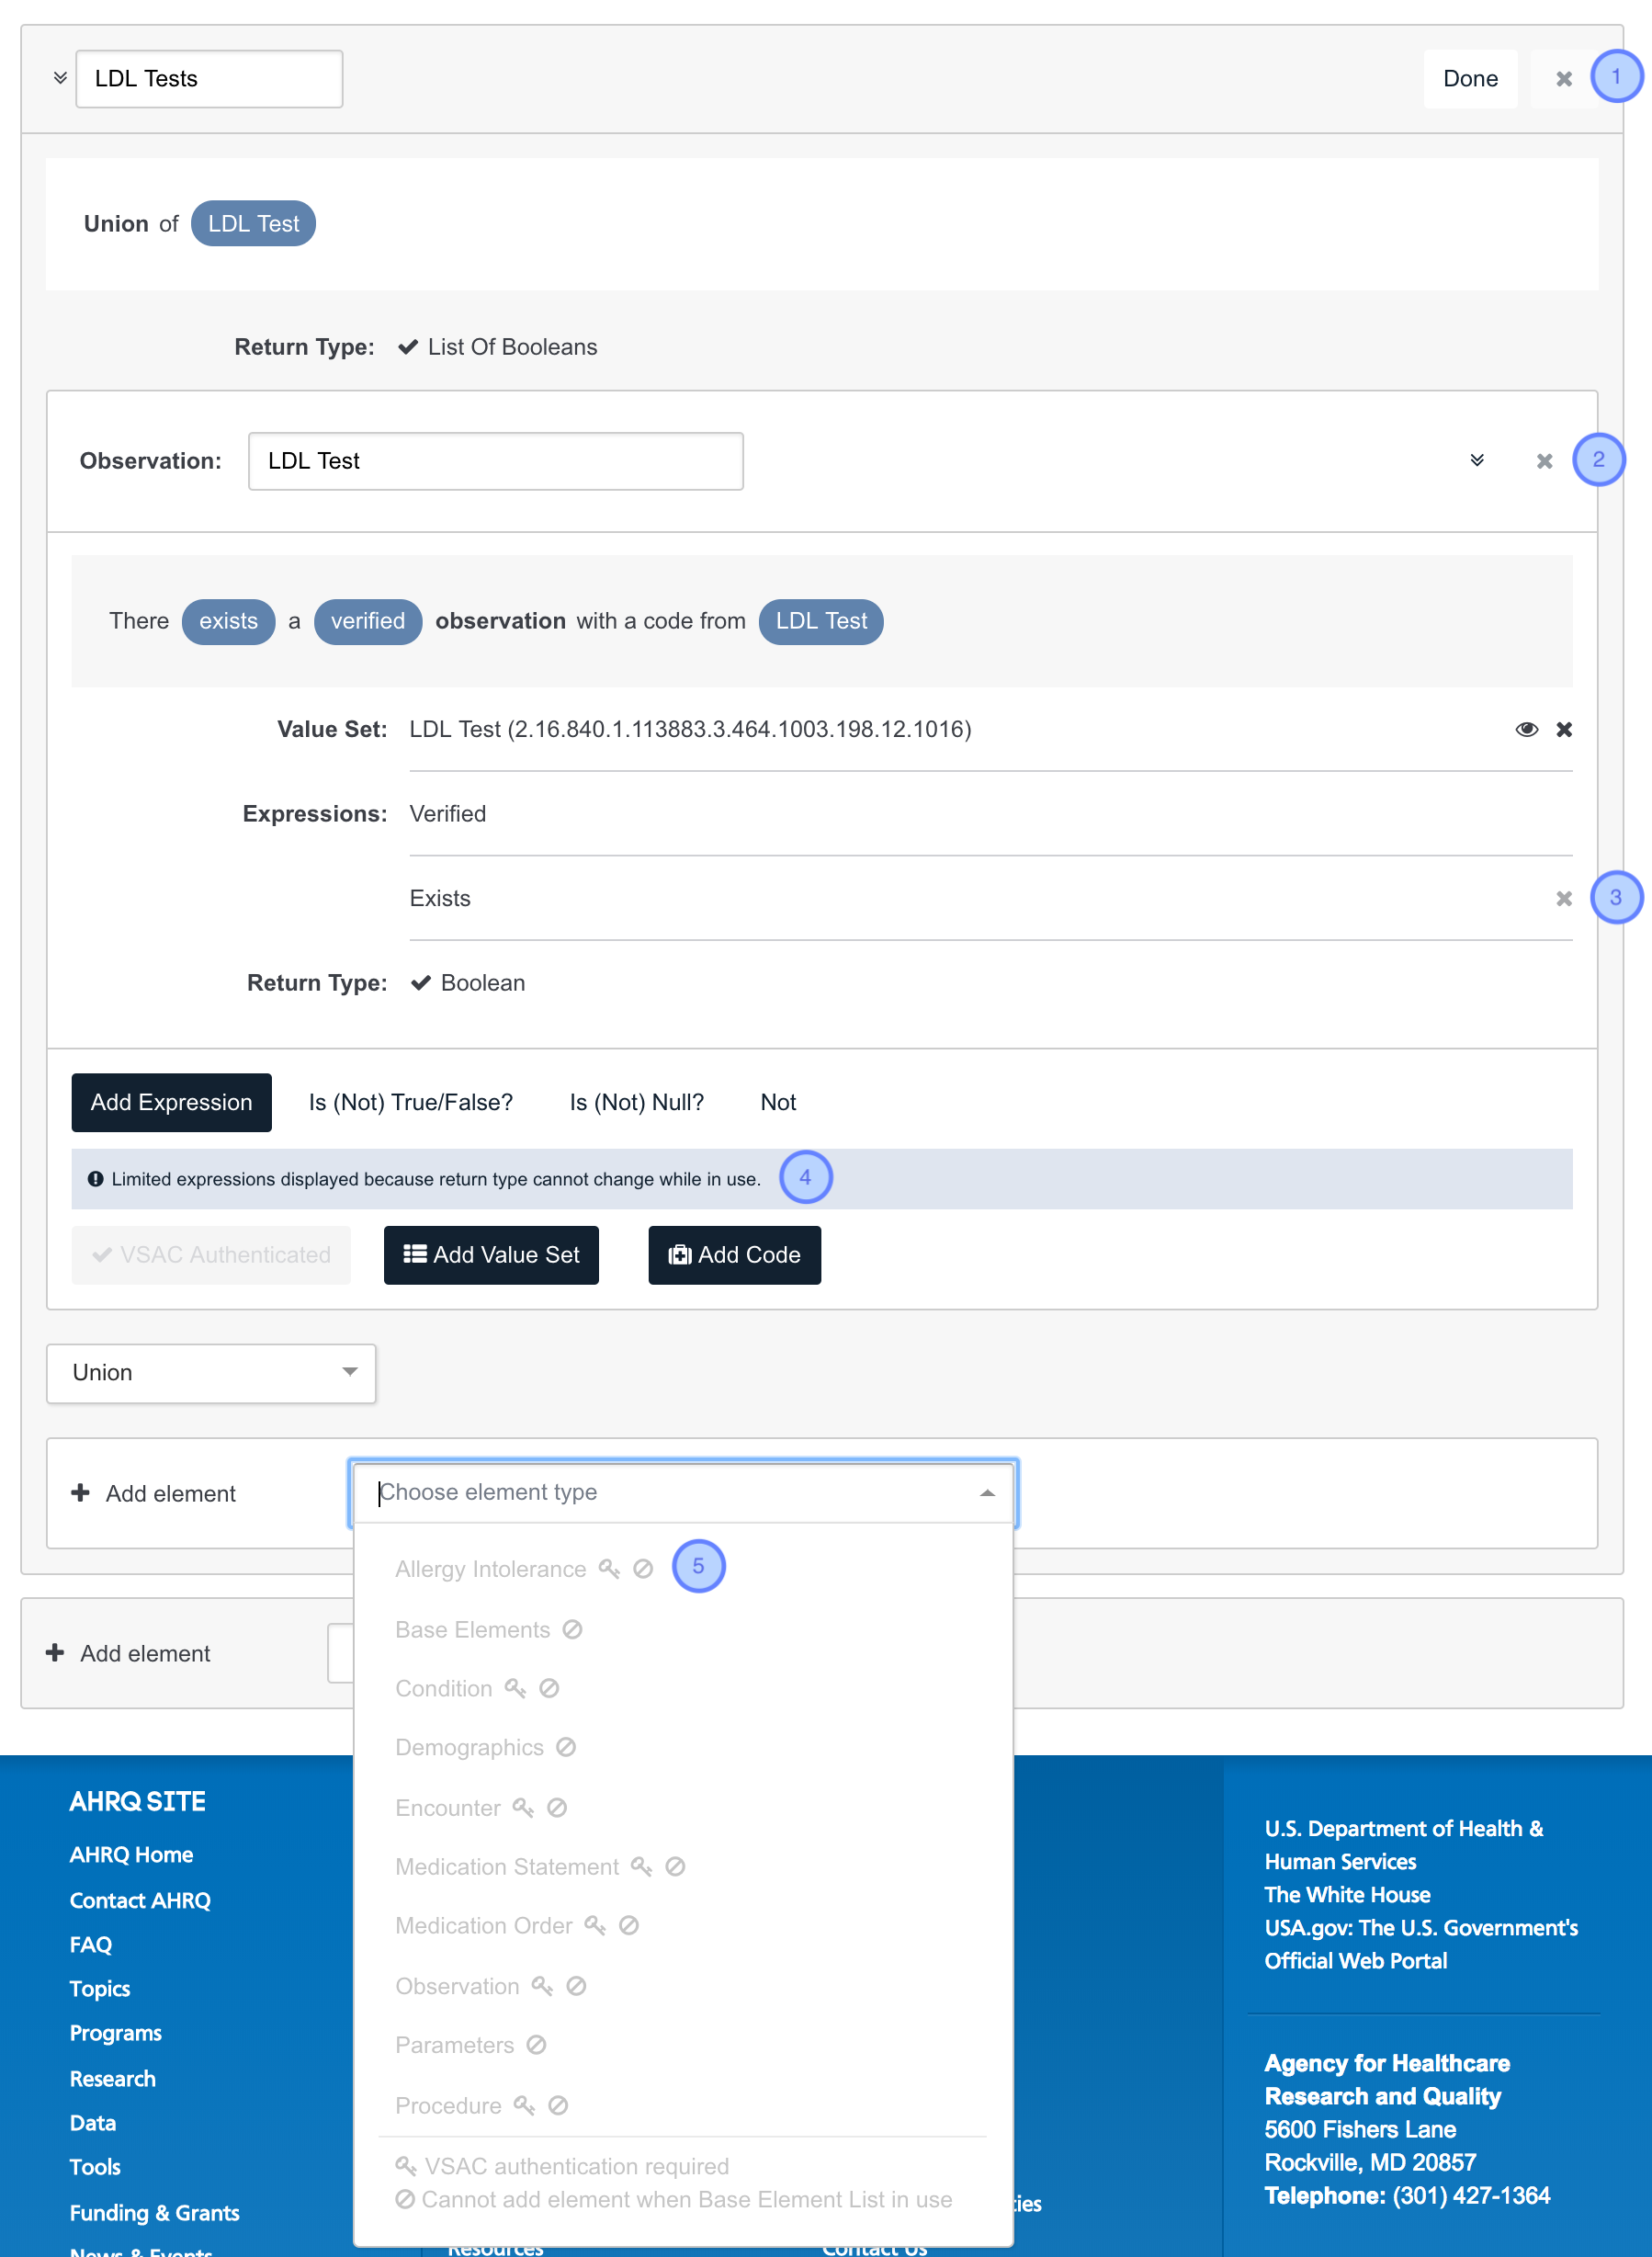 LDL Tests
Done
1
Union of LDL Test
Return Type: List Of Booleans
Observation: LDL Test
2
There exists a verified observation with a code from LDL Test
Value Set: LDL Test (2.16.840.1.113883.3.464.1003.198.12.1016)
Expressions: Verified
Exists
3
Return Type: Boolean
Add Expression Is (Not) True/False? Is (Not) Null? Not
Limited expressions displayed because return type cannot change while in use.
4
VSAC Authenticated Add Value Set Add Code
Union
Add element
Choose element type
Allergy Intolerance
5
Base Elements
Condition
Demographics
Encounter
Medication Statement
Medication Order
Observation
Parameters
Procedure
VSAC authentication required
Cannot add element when Base Element List in use
Add element
AHRQ SITE
AHRQ Home
Contact AHRQ
FAQ
Topics
Programs
Research
Data
Tools
Funding & Grants
News & Events
Resources
Contact Us
U.S. Department of Health &
Human Services
The White House
USA.gov: The U.S. Government's
Official Web Portal
Agency for Healthcare
Research and Quality
5600 Fishers Lane
Rockville, MD 20857
Telephone: (301) 427-1364